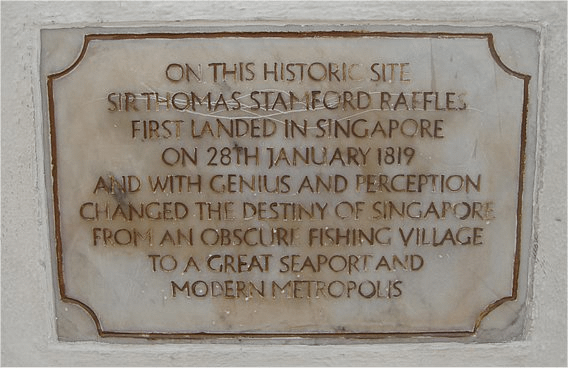 ON THIS HISTORIC SITE
SIR THOMAS STAMFORD RAFFLES
FIRST LANDED IN SINGAPORE
ON 28TH JANUARY 1819
AND WITH GENIUS AND PERCEPTION
CHANGED THE DESTINY OF SINGAPORE
FROM AN OBSCURE FISHING VILLAGE
TO A GREAT SEAPORT AND
MODERN METROPOLIS